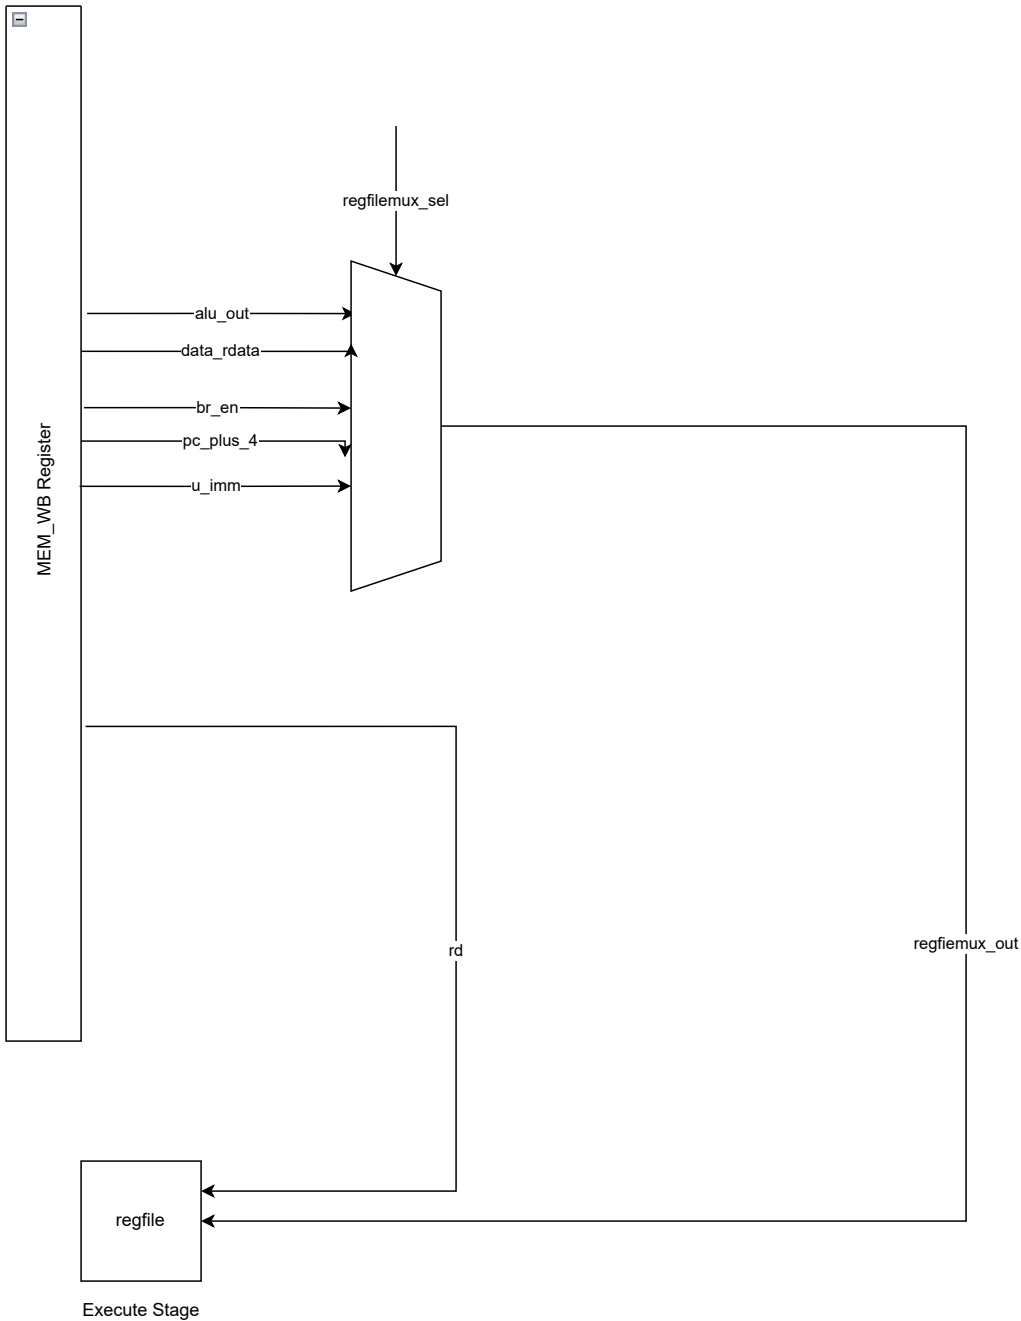 regfilemux_sel
alu_out
data_rdata
br_en
pc_plus_4
u_imm
MEM_WB Register
rd
regfiemux_out
regfile
Execute Stage